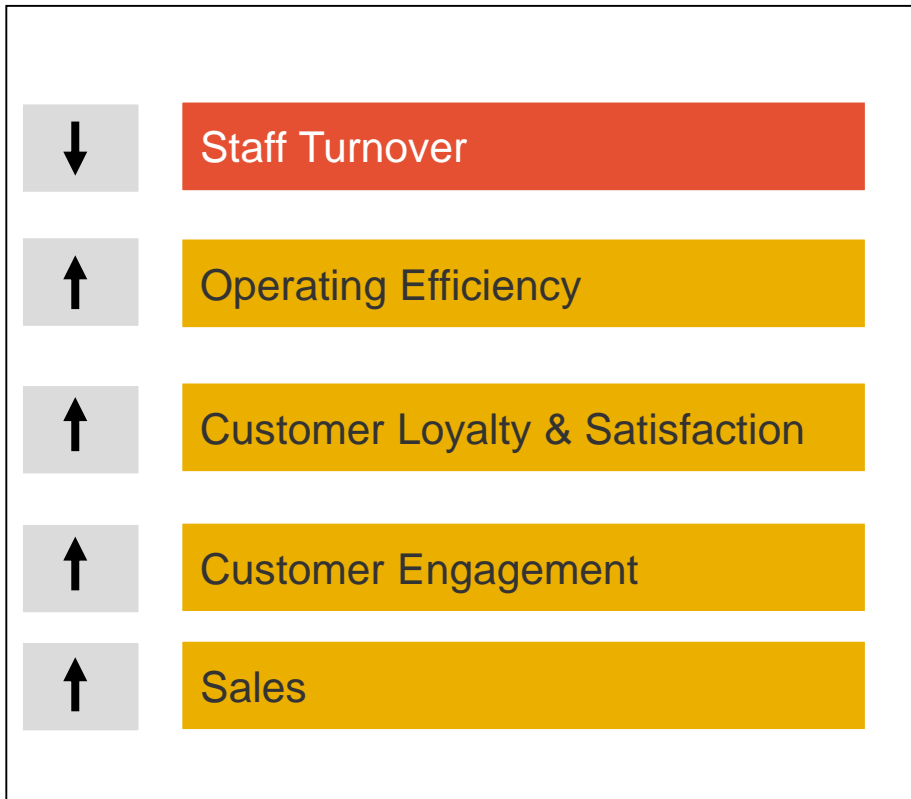 Staff Turnover
Operating Efficiency
Customer Loyalty & Satisfaction
Customer Engagement
Sales